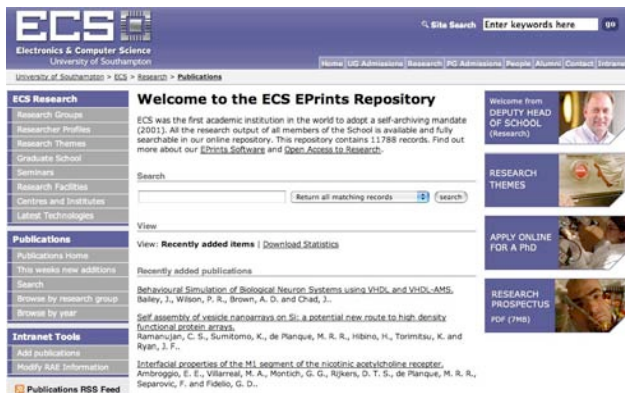 ECS
Electronics & Computer Science
University of Southampton
Site Search Enter keywords here go
Home UG Admissions Research PG Admissions People Alumni Contact Intranet
University of Southampton > ECS > Research > Publications
ECS Research
Research Groups
Researcher Profiles
Research Themes
Graduate School
Seminars
Research Facilities
Centres and Institutes
Latest Technologies
Publications
Publications Home
This weeks new additions
Search
Browse by research group
Browse by year
Intranet Tools
Add publications
Modify RAE Information
Publications RSS Feed
Welcome to the ECS EPrints Repository
ECS was the first academic institution in the world to adopt a self-archiving mandate
(2001). All the research output of all members of the School is available and fully
searchable in our online repository. This repository contains 11788 records. Find out
more about our EPrints Software and Open Access to Research.
Search
Return all matching records search
View
View: Recently added items | Download Statistics
Recently added publications
Behavioural Simulation of Biological Neuron Systems using VHDL and VHDL-AMS.
Bailey, J., Wilson, P. R., Brown, A. D. and Chad, J..
Self assembly of vesicle nanoarrays on Si: a potential new route to high density
functional protein arrays.
Ramanujan, C. S., Sumitomo, K., de Planque, M. R. R., Hibino, H., Torimitsu, K. and
Ryan, J. F..
Interfacial properties of the M1 segment of the nicotinic acetylcholine receptor.
Ambroggio, E. E., Villarreal, M. A., Montich, G. G., Rijkers, D. T. S., de Planque, M. R. R.,
Separovic, F. and Fidelio, G. D..
Welcome from
DEPUTY HEAD
OF SCHOOL
(Research)
RESEARCH
THEMES
APPLY ONLINE
FOR A PhD
RESEARCH
PROSPECTUS
PDF (7MB)